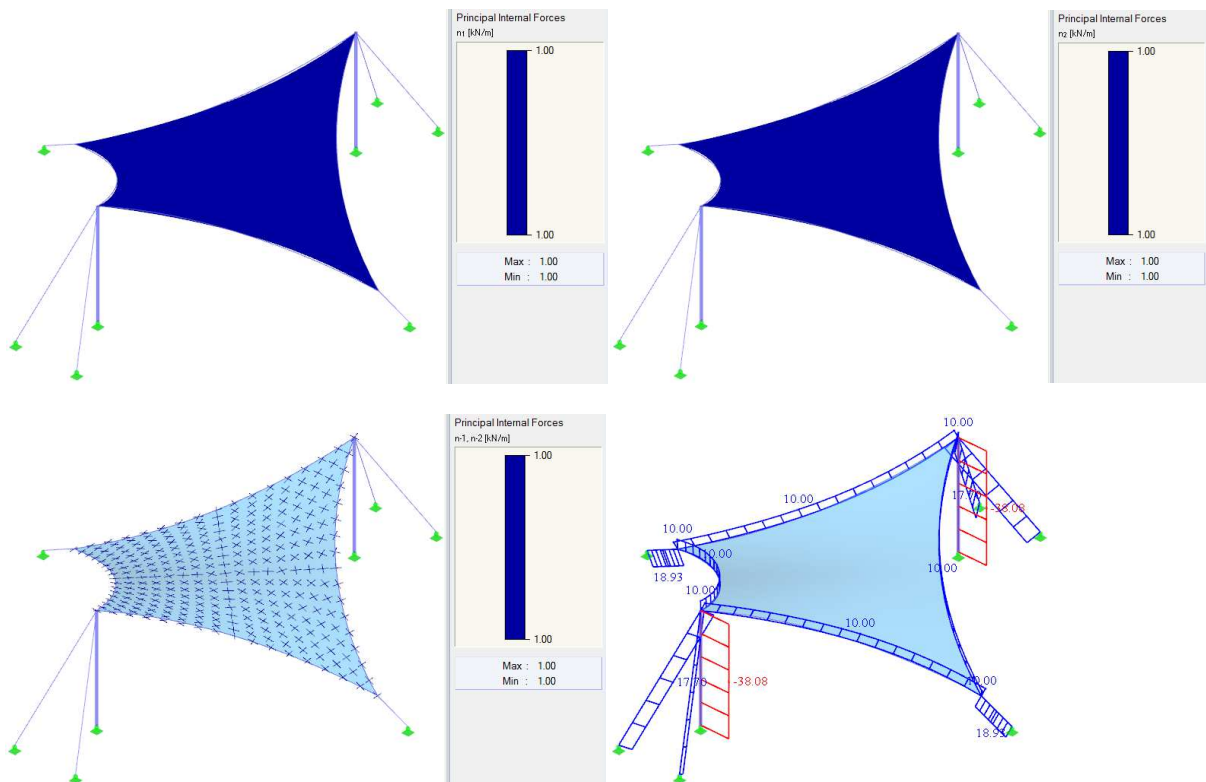 Principal Internal Forces
n₁ [kN/m]
1.00
1.00
Max : 1.00
Min : 1.00
Principal Internal Forces
n₂ [kN/m]
1.00
1.00
Max : 1.00
Min : 1.00
Principal Internal Forces
n-1, n-2 [kN/m]
1.00
1.00
Max : 1.00
Min : 1.00
10.00
10.00
-38.08
10.00
10.00
18.93
10.00
10.00
10.00
17.70
-38.08
10.00
18.93